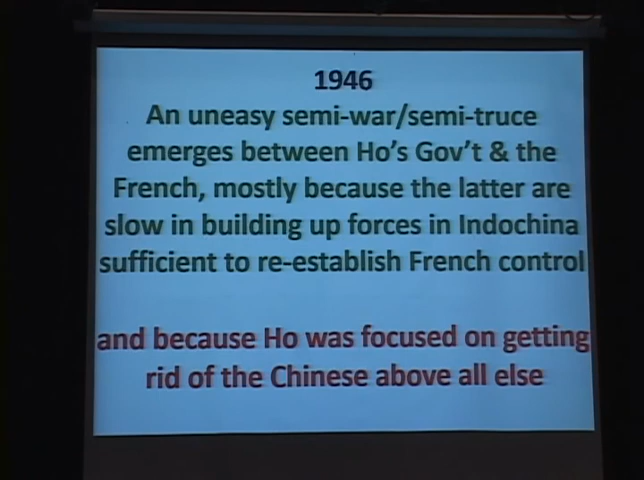 1946
An uneasy semi-war/semi-truce
emerges between Ho's Gov't & the
French, mostly because the latter are
slow in building up forces in Indochina
sufficient to re-establish French control
and because Ho was focused on getting
rid of the Chinese above all else